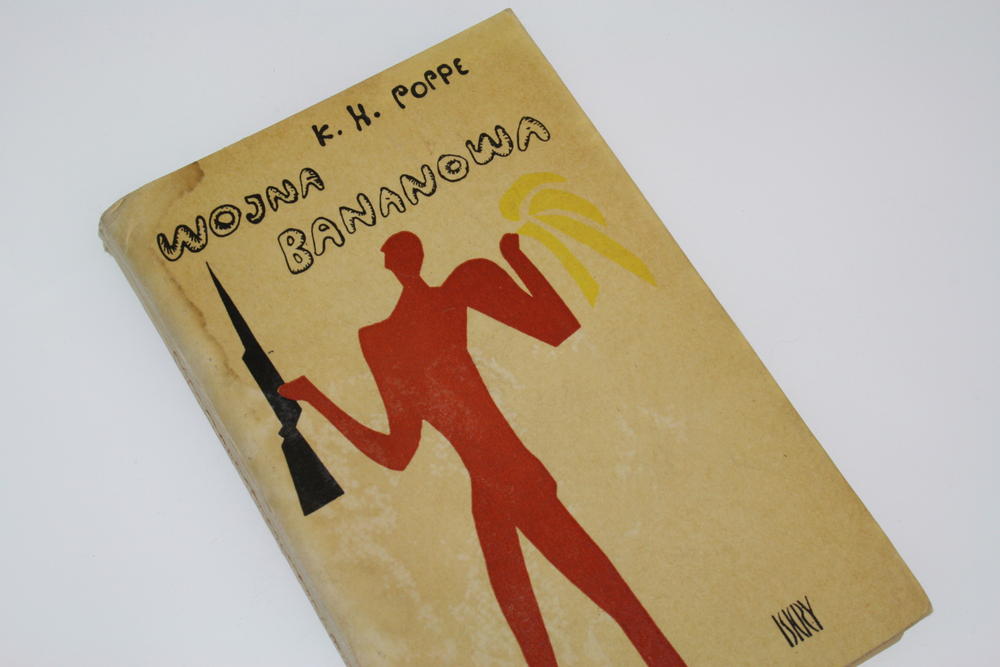 K. H. POPPE
WOJNA
BANANOWA
ISKRY